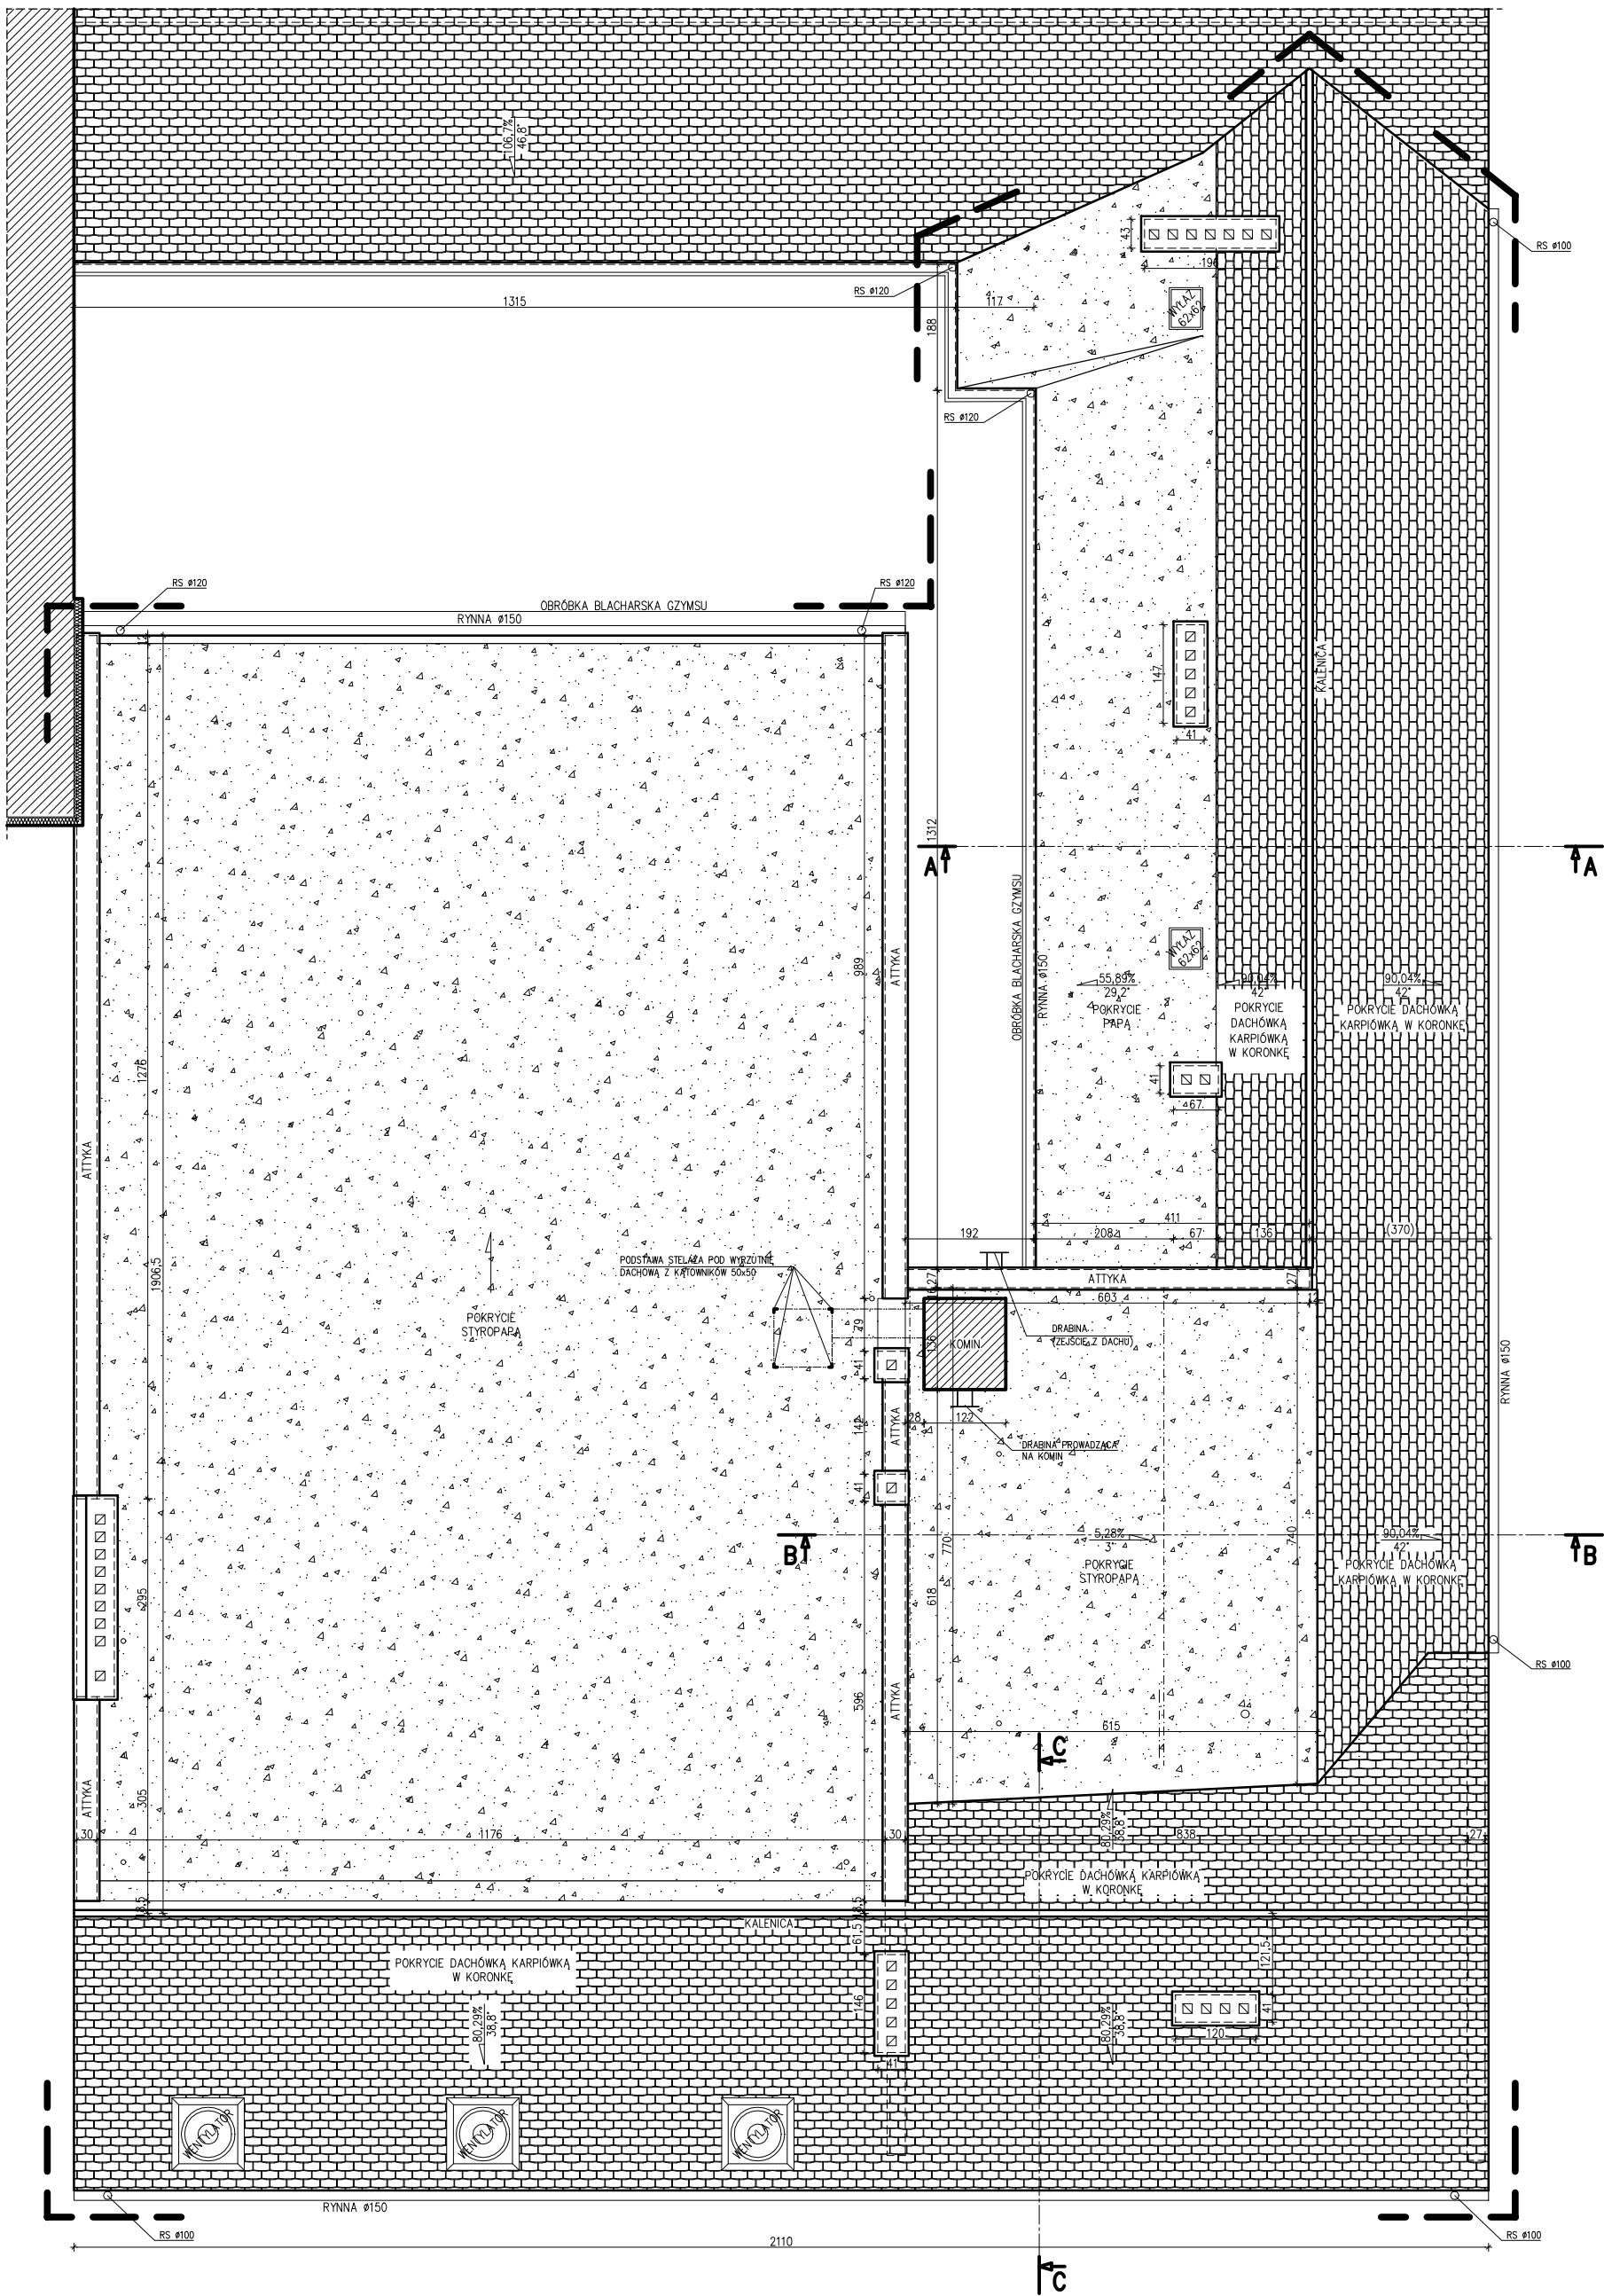 106,7%
46,8°
43
196
RS ø100
RS ø120
1315
117
188
WYŁAZ
62x62
RS ø120
RS ø120
RS ø120
OBRÓBKA BLACHARSKA GZYMSU
RYNNA ø150
12
147
41
KALENICA
1312
A
A
OBRÓBKA BLACHARSKA GZYMSU
RYNNA ø150
ATTYKA
989
WYŁAZ
62x62
55,89%
29,2°
POKRYCIE
PAPĄ
90,04%
42°
POKRYCIE
DACHÓWKĄ
KARPIÓWKĄ
W KORONKĘ
90,04%
42°
POKRYCIE DACHÓWKĄ
KARPIÓWKĄ W KORONKĘ
1276
41
67
ATTYKA
411
192
208
67
136
(370)
1906,5
PODSTAWA STELAŻA POD WYRZUTNIĘ
DACHOWĄ Z KĄTOWNIKÓW 50x50
ATTYKA
27
27
603
12
POKRYCIE
STYROPAPĄ
79
136
KOMIN
DRABINA
(ZEJŚCIE Z DACHU)
41
RYNNA ø150
142
ATTYKA
28
122
DRABINA PROWADZĄCA
NA KOMIN
41
B
B
770
740
5,28%
3°
POKRYCIE
STYROPAPĄ
90,04%
42°
POKRYCIE DACHÓWKĄ
KARPIÓWKĄ W KORONKĘ
295
618
RS ø100
596
ATTYKA
615
C
ATTYKA
305
30
1176
30
80,29%
38,8°
838
27
POKRYCIE DACHÓWKĄ KARPIÓWKĄ
W KORONKĘ
18,5
18,5
KALENICA
61,5
121,5
POKRYCIE DACHÓWKĄ KARPIÓWKĄ
W KORONKĘ
80,29%
38,8°
146
41
80,29%
38,8°
41
120
WENTYLATOR
WENTYLATOR
WENTYLATOR
RYNNA ø150
RS ø100
RS ø100
2110
C